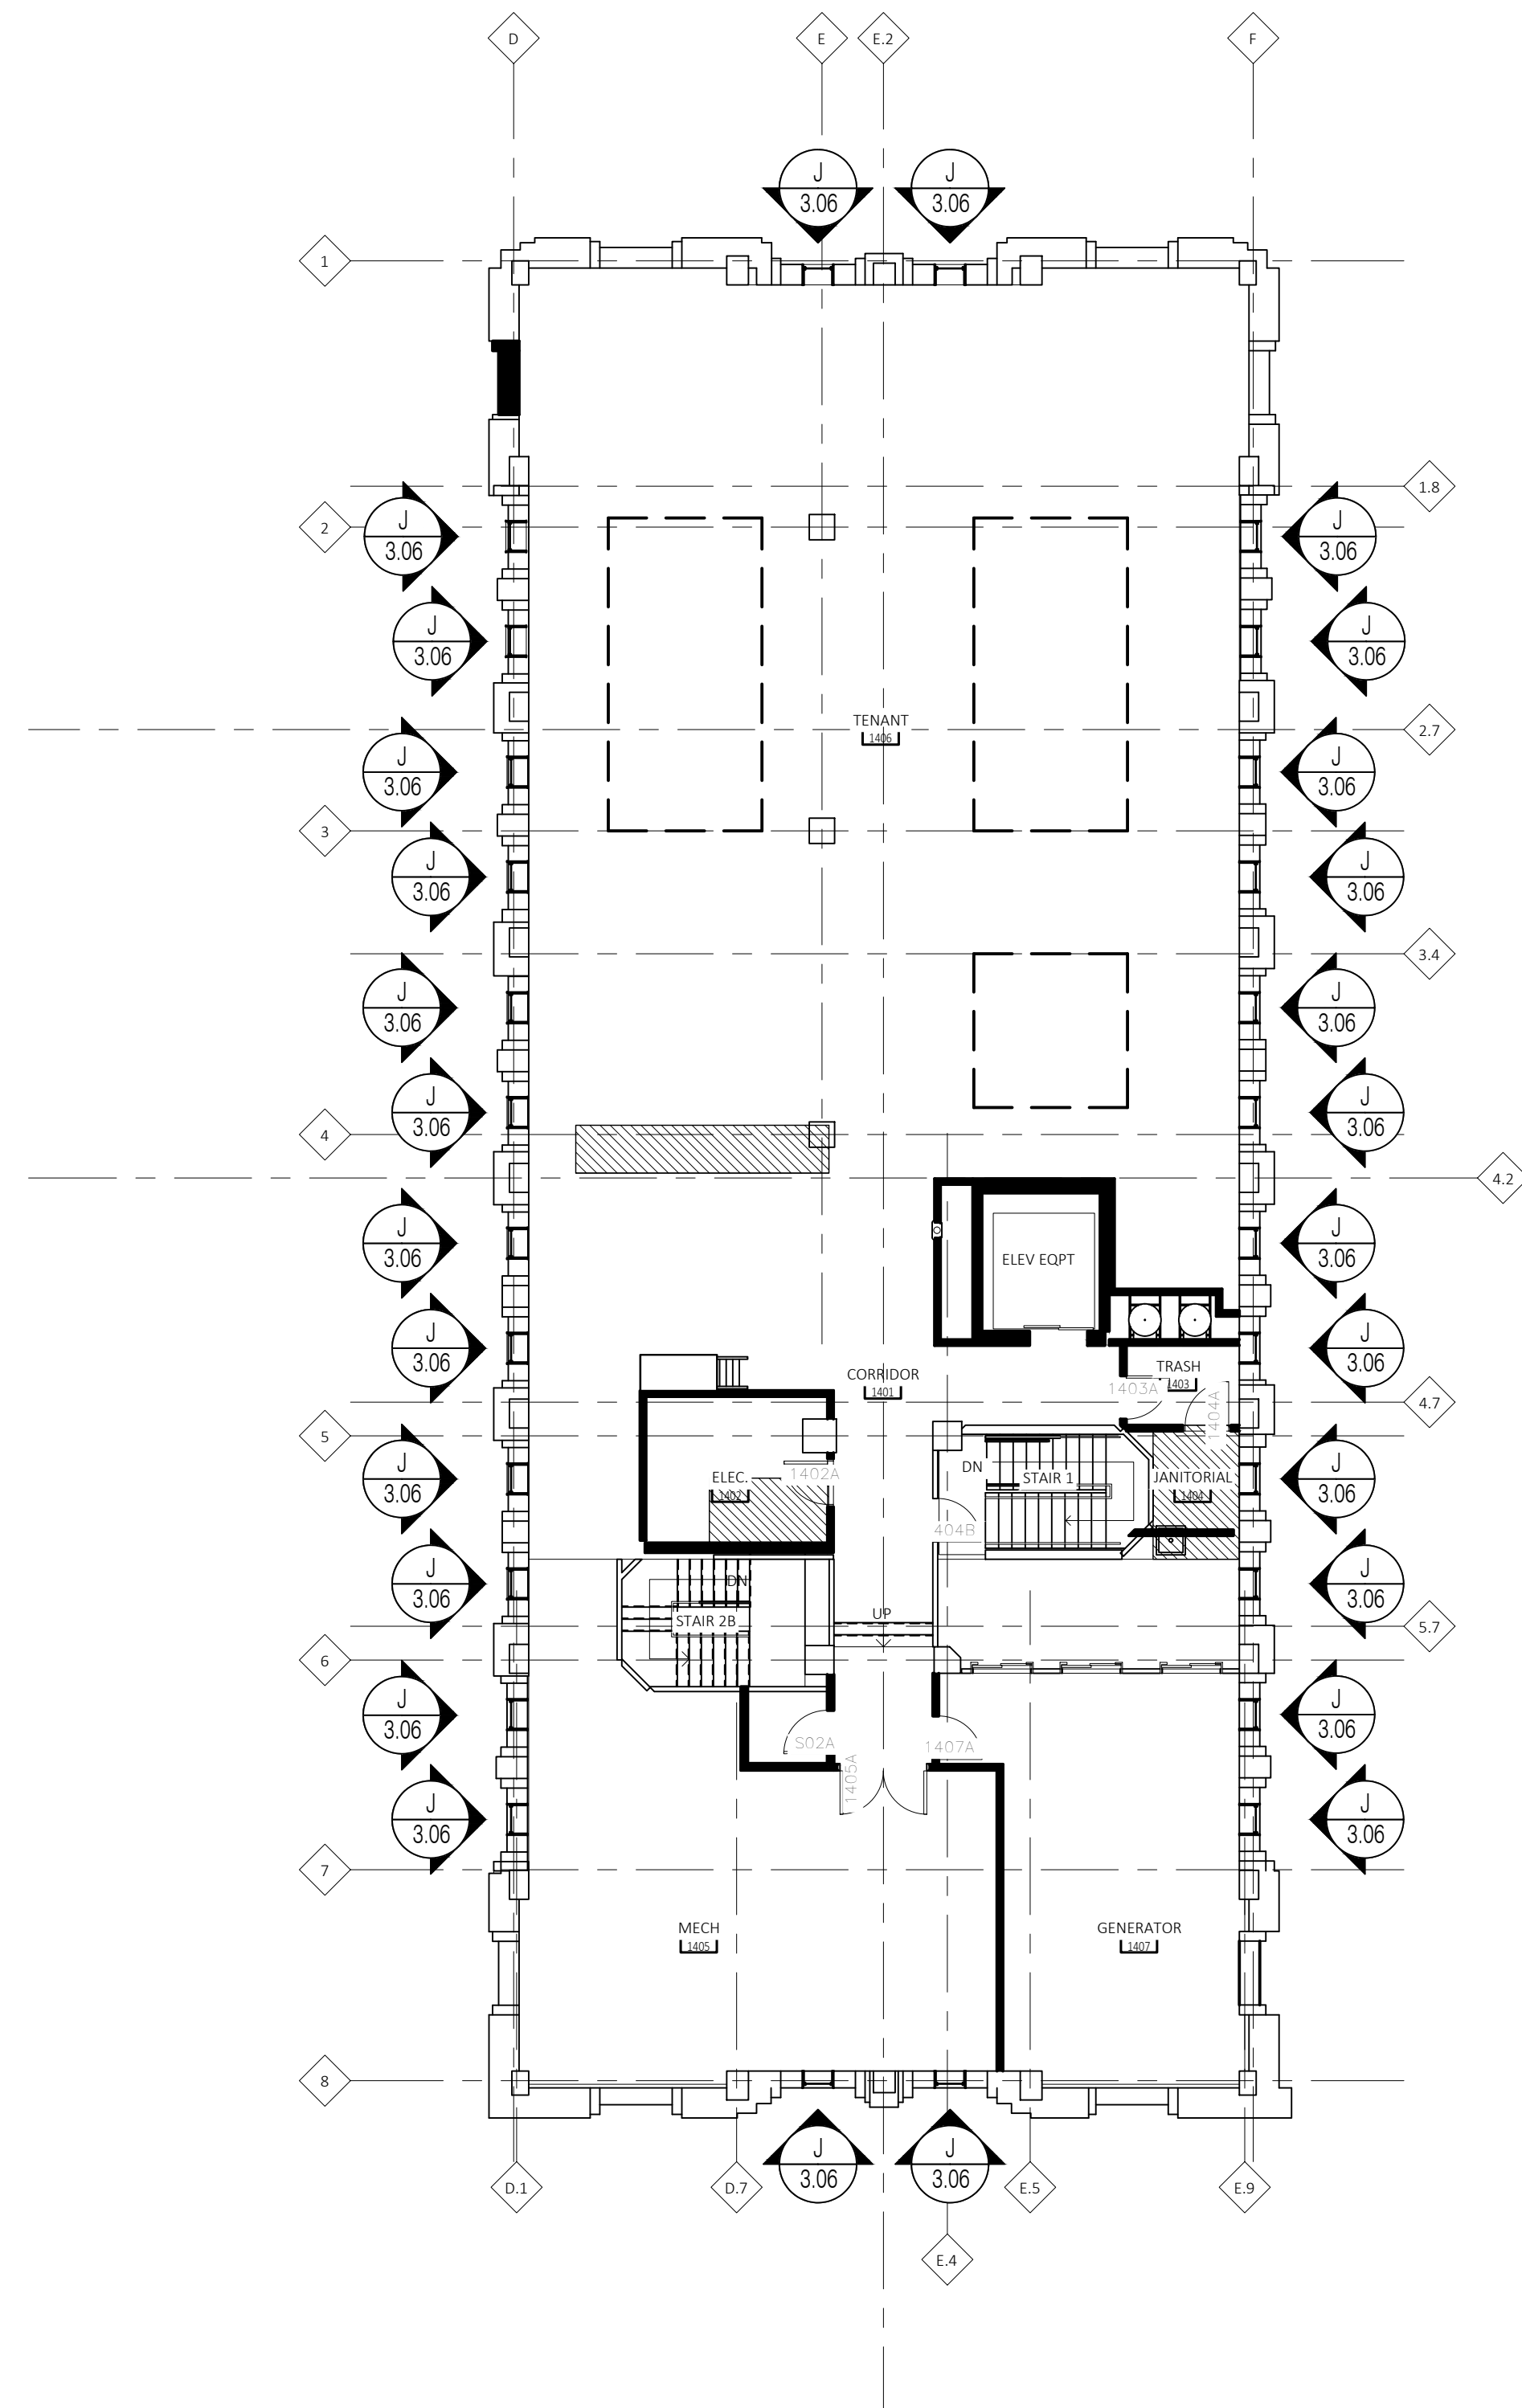 D
E
E.2
F
J
3.06
J
3.06
1
1.8
2
J
3.06
J
3.06
J
3.06
J
3.06
TENANT
1406
2.7
J
3.06
J
3.06
3
J
3.06
J
3.06
3.4
J
3.06
J
3.06
J
3.06
J
3.06
4
4.2
J
3.06
J
3.06
ELEV EQPT
J
3.06
J
3.06
CORRIDOR
1401
TRASH
1403
1403A
1404A
4.7
5
J
3.06
J
3.06
ELEC.
1402
1402A
DN
STAIR 1
JANITORIAL
1404
404B
J
3.06
J
3.06
DN
STAIR 2B
UP
5.7
6
J
3.06
J
3.06
S02A
1407A
1405A
J
3.06
J
3.06
7
MECH
1405
GENERATOR
1407
8
J
3.06
J
3.06
D.1
D.7
E.5
E.9
E.4